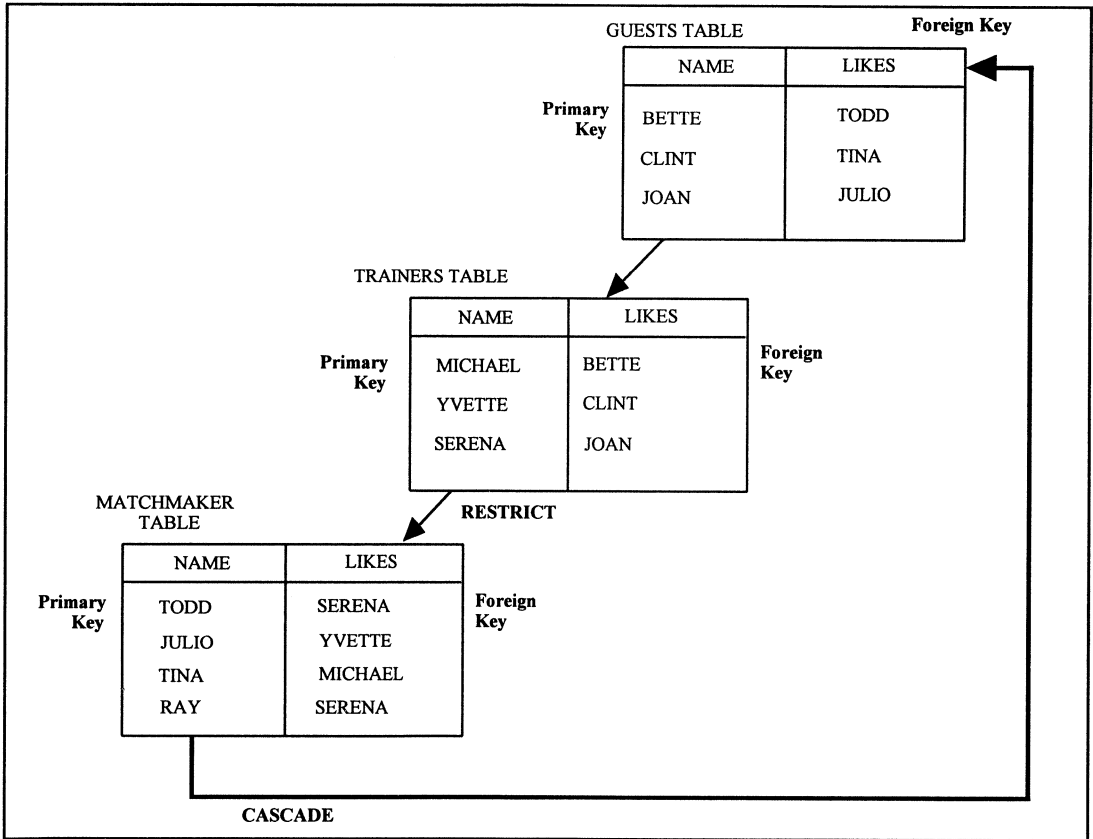 GUESTS TABLE
Foreign Key
NAME LIKES
Primary Key
BETTE TODD
CLINT TINA
JOAN JULIO
TRAINERS TABLE
NAME LIKES
Primary Key
Foreign Key
MICHAEL BETTE
YVETTE CLINT
SERENA JOAN
RESTRICT
MATCHMAKER
TABLE
NAME LIKES
Primary Key
Foreign Key
TODD SERENA
JULIO YVETTE
TINA MICHAEL
RAY SERENA
CASCADE